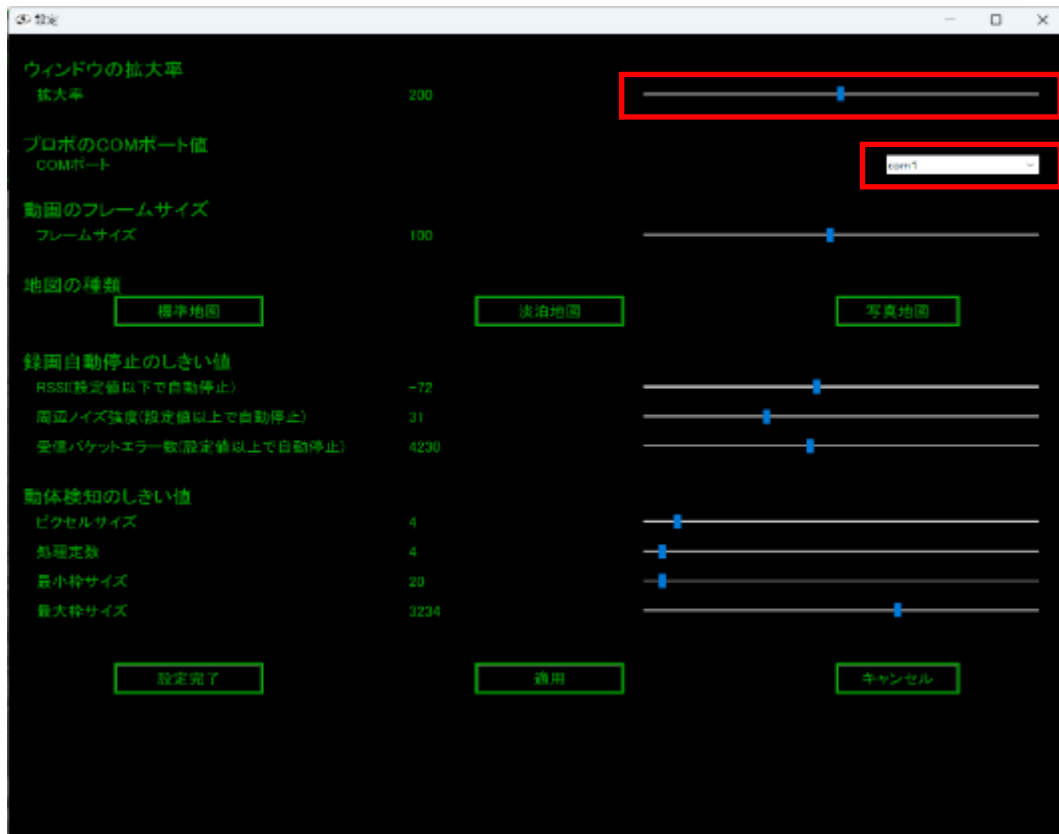 設定
ウィンドウの拡大率
拡大率 200
プロポのCOMポート値
COMポート com1
動画のフレームサイズ
フレームサイズ 100
地図の種類
標準地図 淡泊地図 写真地図
録画自動停止のしきい値
RSSI(設定値以下で自動停止) -72
周辺ノイズ強度(設定値以上で自動停止) 31
受信パケットエラー数(設定値以上で自動停止) 4230
動体検知のしきい値
ピクセルサイズ 4
処理定数 4
最小枠サイズ 20
最大枠サイズ 3234
設定完了 適用 キャンセル